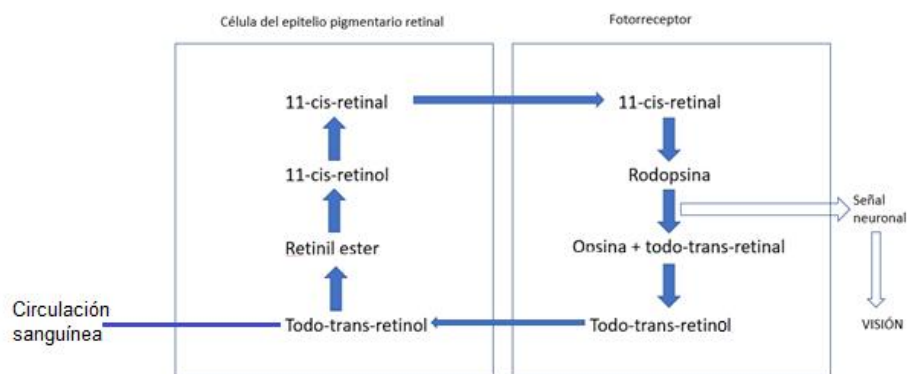 Célula del epitelio pigmentario retinal
Fotorreceptor
11-cis-retinal
11-cis-retinol
Retinil ester
Todo-trans-retinol
Circulación
sanguínea
11-cis-retinal
Rodopsina
Opsina + todo-trans-retinal
Todo-trans-retinol
Señal
neuronal
VISIÓN